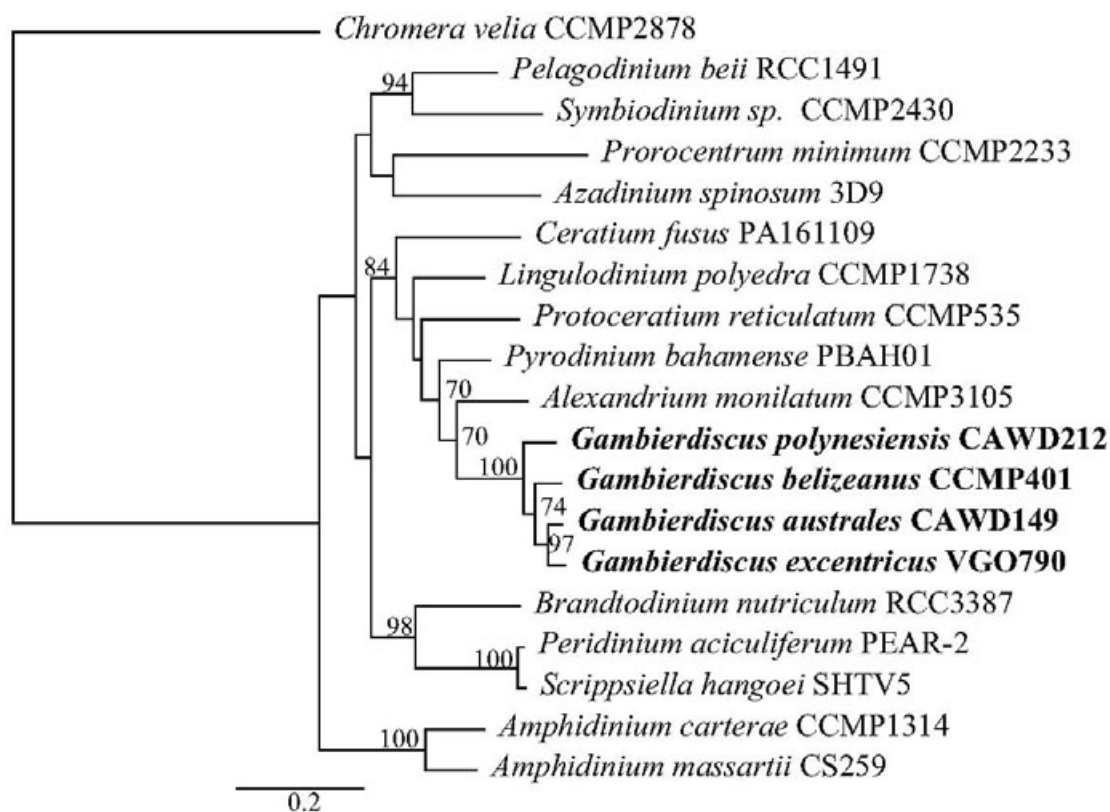 Chromera velia CCMP2878
Pelagodinium beii RCC1491
94
Symbiodinium sp. CCMP2430
Prorocentrum minimum CCMP2233
Azadinium spinosum 3D9
Ceratium fusus PA161109
84
Lingulodinium polyedra CCMP1738
Protoceratium reticulatum CCMP535
Pyrodinium bahamense PBAH01
70
Alexandrium monilatum CCMP3105
70
Gambierdiscus polynesiensis CAWD212
100
Gambierdiscus belizeanus CCMP401
74
Gambierdiscus australes CAWD149
97
Gambierdiscus excentricus VGO790
Brandtodinium nutriculum RCC3387
98
Peridinium aciculiferum PEAR-2
100
Scrippsiella hangoei SHTV5
Amphidinium carterae CCMP1314
100
Amphidinium massartii CS259
0.2